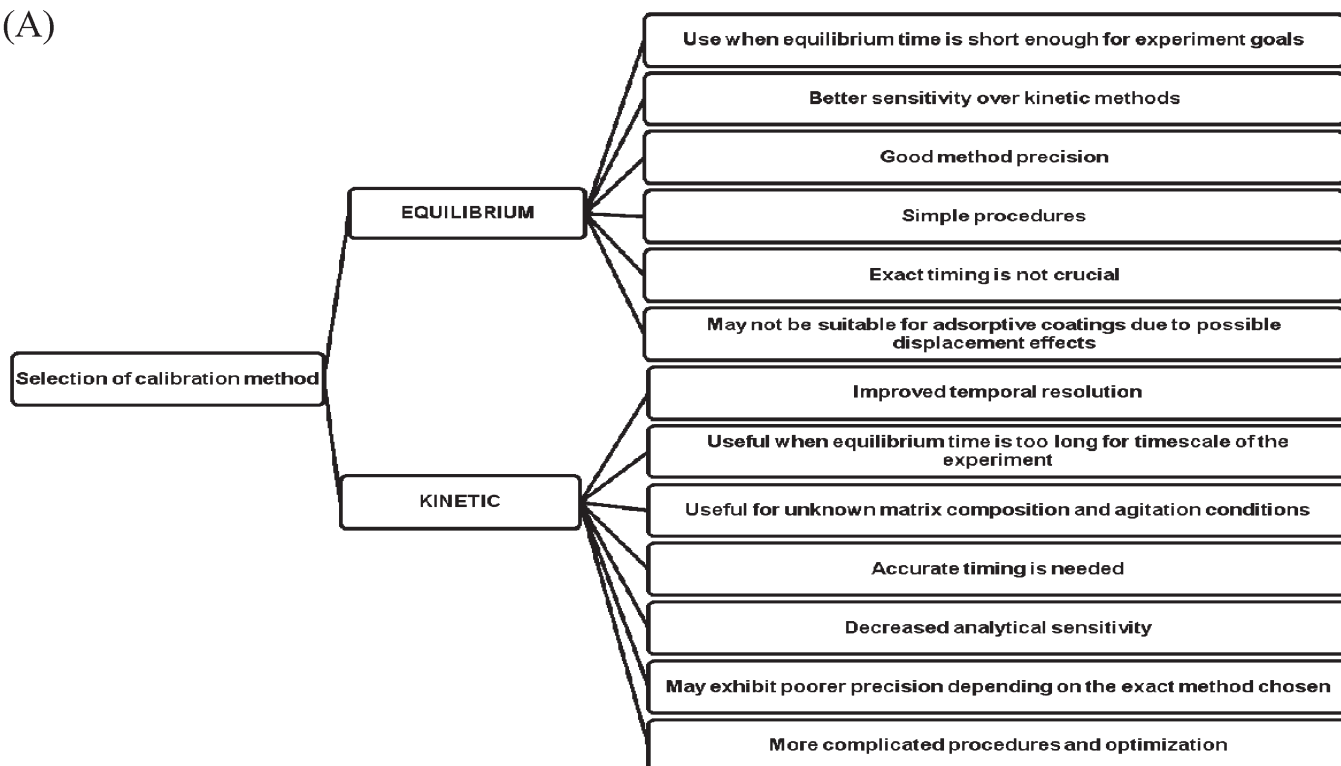 (A)
Use when equilibrium time is short enough for experiment goals
Better sensitivity over kinetic methods
Good method precision
EQUILIBRIUM
Simple procedures
Exact timing is not crucial
May not be suitable for adsorptive coatings due to possible
displacement effects
Selection of calibration method
Improved temporal resolution
Useful when equilibrium time is too long for timescale of the
experiment
KINETIC
Useful for unknown matrix composition and agitation conditions
Accurate timing is needed
Decreased analytical sensitivity
May exhibit poorer precision depending on the exact method chosen
More complicated procedures and optimization